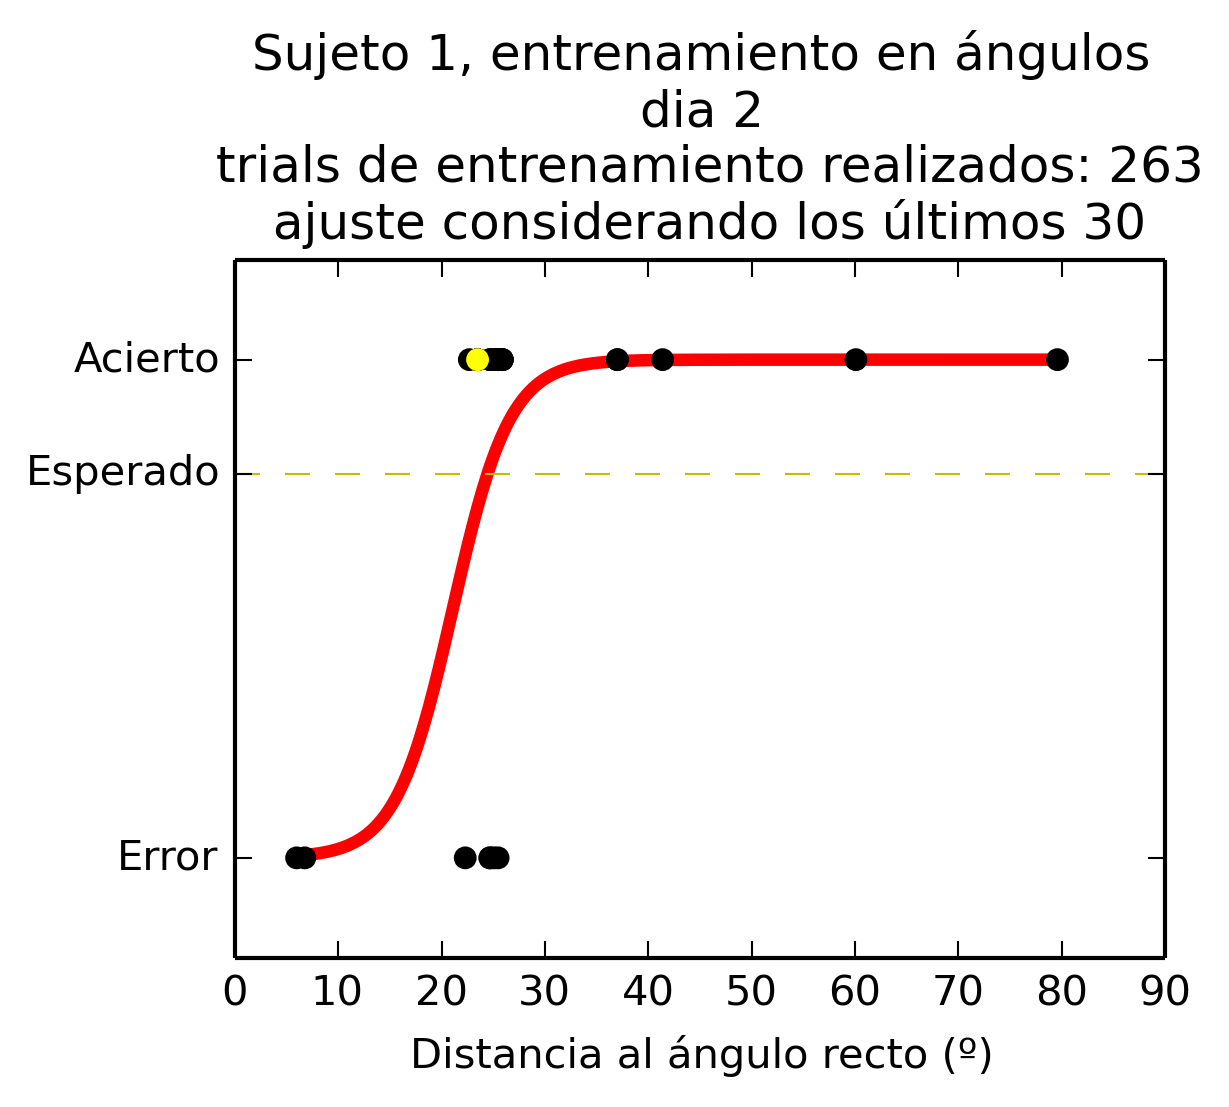 Sujeto 1, entrenamiento en ángulos
dia 2
trials de entrenamiento realizados: 263
ajuste considerando los últimos 30
Acierto
Esperado
Error
0 10 20 30 40 50 60 70 80 90
Distancia al ángulo recto (º)